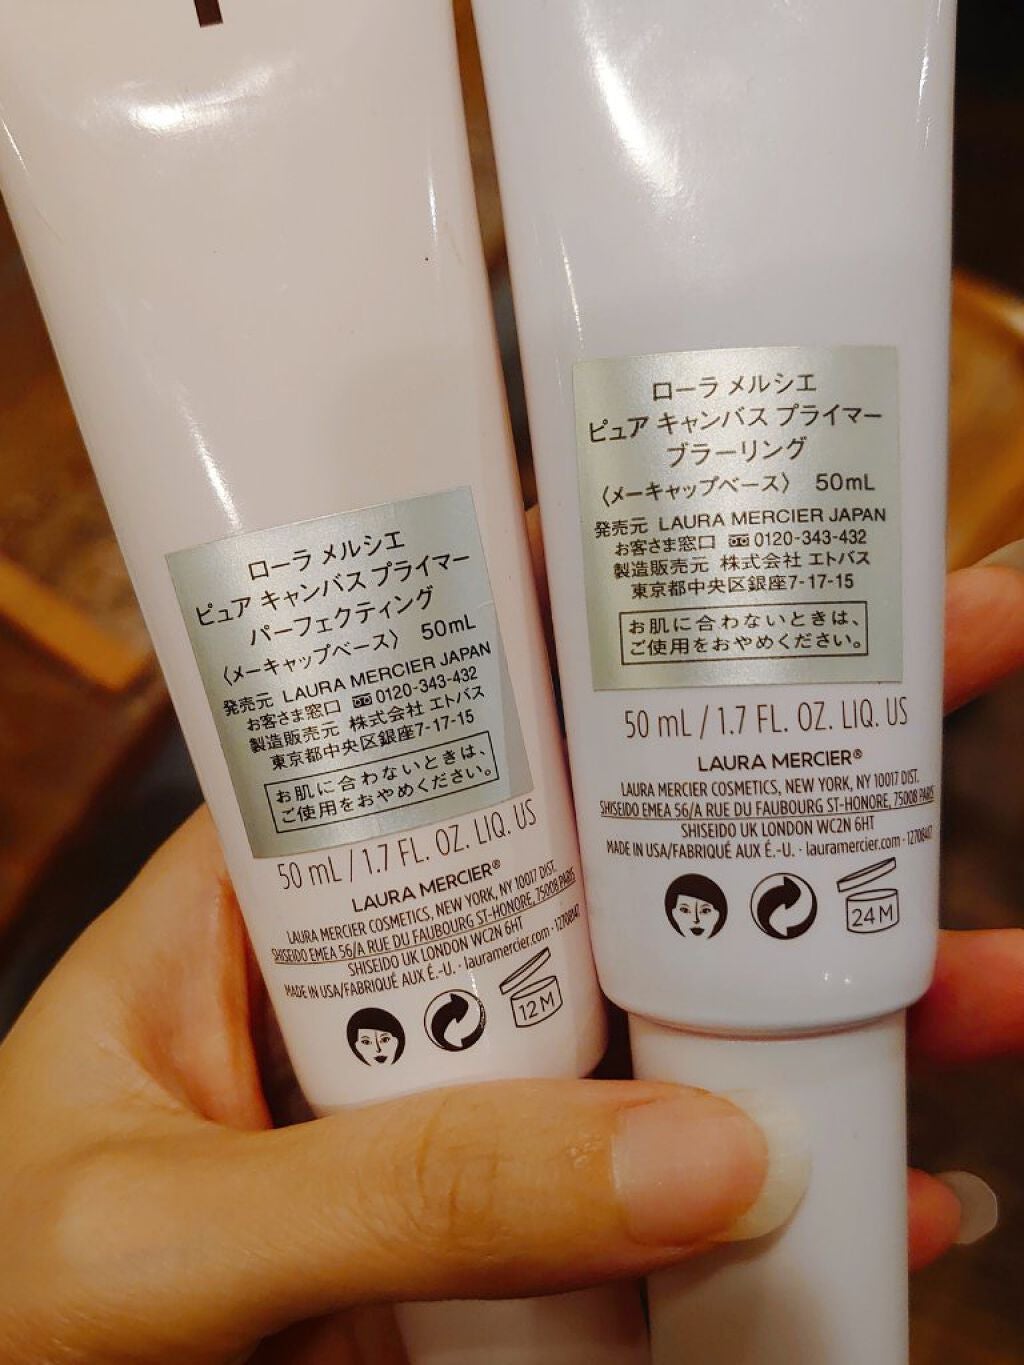 ローラ メルシエ
ピュア キャンバス プライマー
パーフェクティング
〈メーキャップベース〉 50mL
発売元 LAURA MERCIER JAPAN
お客さま窓口 0120-343-432
製造販売元 株式会社 エトバス
東京都中央区銀座7-17-15
お肌に合わないときは、
ご使用をおやめください。
50 mL / 1.7 FL. OZ. LIQ. US
LAURA MERCIER®
LAURA MERCIER COSMETICS, NEW YORK, NY 10017 DIST.
SHISEIDO EMEA 56/A RUE DU FAUBOURG ST-HONORE, 75008 PARIS
SHISEIDO UK LONDON WC2N 6HT
MADE IN USA/FABRIQUÉ AUX É.-U. · lauramercier.com
12M
ローラ メルシエ
ピュア キャンバス プライマー
ブラーリング
〈メーキャップベース〉 50mL
発売元 LAURA MERCIER JAPAN
お客さま窓口 0120-343-432
製造販売元 株式会社 エトバス
東京都中央区銀座7-17-15
お肌に合わないときは、
ご使用をおやめください。
50 mL / 1.7 FL. OZ. LIQ. US
LAURA MERCIER®
LAURA MERCIER COSMETICS, NEW YORK, NY 10017 DIST.
SHISEIDO EMEA 56/A RUE DU FAUBOURG ST-HONORE, 75008 PARIS
SHISEIDO UK LONDON WC2N 6HT
MADE IN USA/FABRIQUÉ AUX É.-U. · lauramercier.com
24M